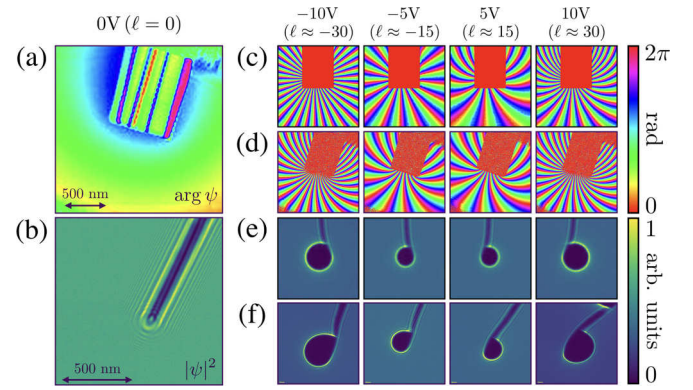 0V (ℓ = 0)
−10V
(ℓ ≈ −30)
−5V
(ℓ ≈ −15)
5V
(ℓ ≈ 15)
10V
(ℓ ≈ 30)
(a)
500 nm
arg ψ
(b)
500 nm
|ψ|²
(c)
(d)
(e)
(f)
2π
rad
0
1
arb. units
0